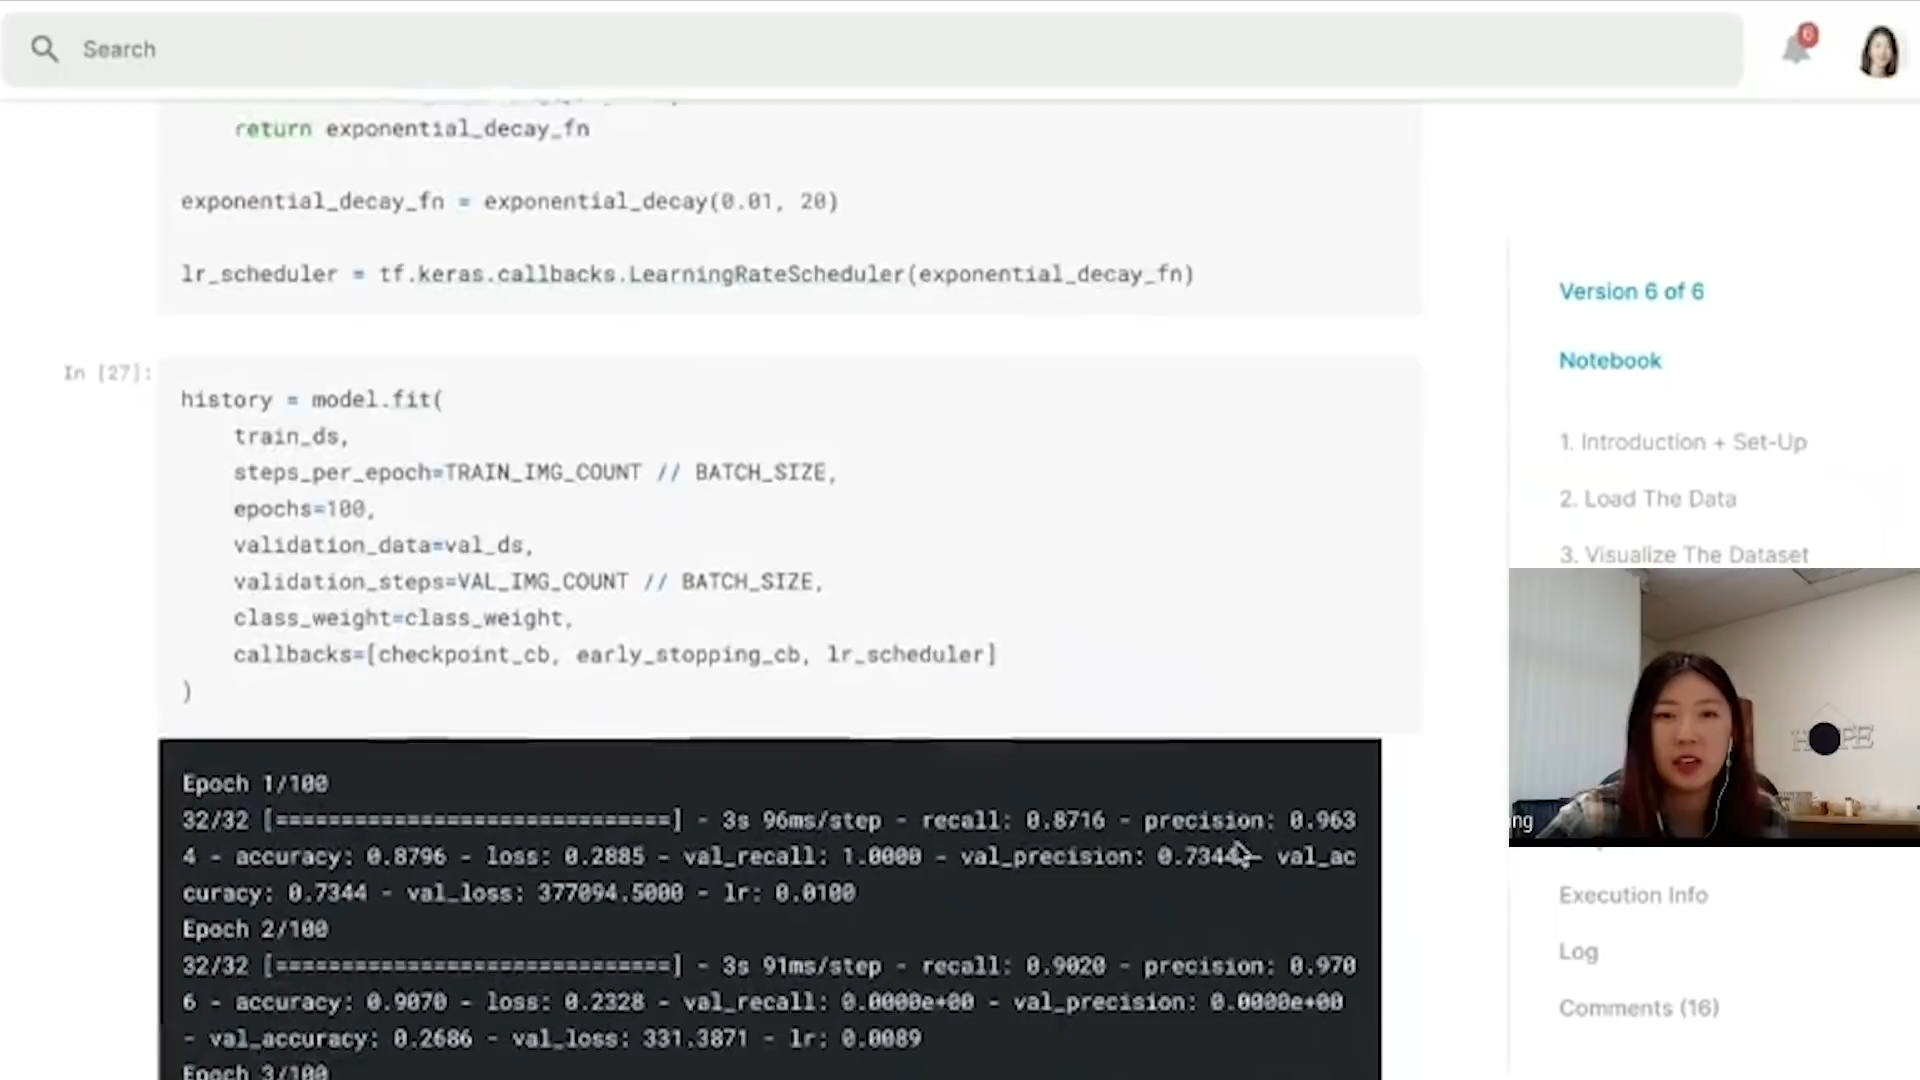 Search
6
return exponential_decay_fn
exponential_decay_fn = exponential_decay(0.01, 20)
lr_scheduler = tf.keras.callbacks.LearningRateScheduler(exponential_decay_fn)
In [27]:
history = model.fit(
train_ds,
steps_per_epoch=TRAIN_IMG_COUNT // BATCH_SIZE,
epochs=100,
validation_data=val_ds,
validation_steps=VAL_IMG_COUNT // BATCH_SIZE,
class_weight=class_weight,
callbacks=[checkpoint_cb, early_stopping_cb, lr_scheduler]
)
Epoch 1/100
32/32 [==============================] - 3s 96ms/step - recall: 0.8716 - precision: 0.963
4 - accuracy: 0.8796 - loss: 0.2885 - val_recall: 1.0000 - val_precision: 0.7344 - val_ac
curacy: 0.7344 - val_loss: 377094.5000 - lr: 0.0100
Epoch 2/100
32/32 [==============================] - 3s 91ms/step - recall: 0.9020 - precision: 0.970
6 - accuracy: 0.9070 - loss: 0.2328 - val_recall: 0.0000e+00 - val_precision: 0.0000e+00
- val_accuracy: 0.2686 - val_loss: 331.3871 - lr: 0.0089
Epoch 3/100
Version 6 of 6
Notebook
1. Introduction + Set-Up
2. Load The Data
3. Visualize The Dataset
H PE
ng
Execution Info
Log
Comments (16)